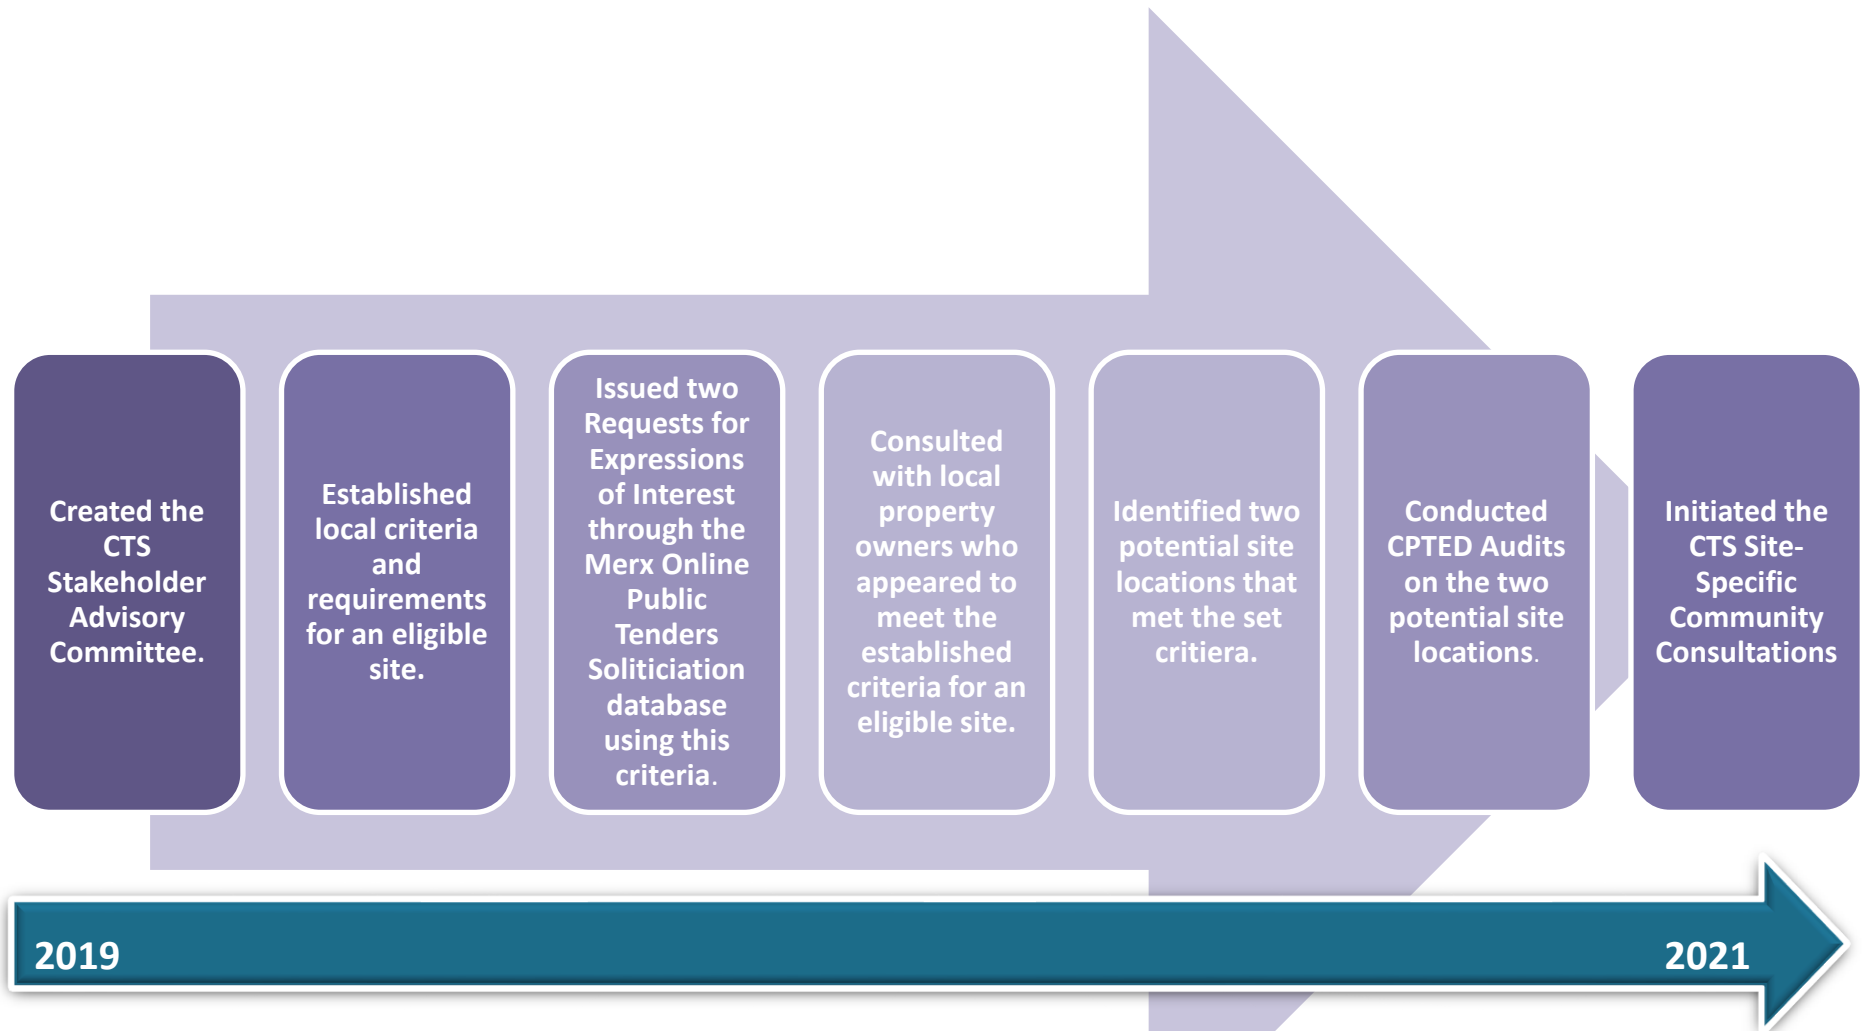 Created the
CTS
Stakeholder
Advisory
Committee.
Established
local criteria
and
requirements
for an eligible
site.
Issued two
Requests for
Expressions
of Interest
through the
Merx Online
Public
Tenders
Soliticiation
database
using this
criteria.
Consulted
with local
property
owners who
appeared to
meet the
established
criteria for an
eligible site.
Identified two
potential site
locations that
met the set
critiera.
Conducted
CPTED Audits
on the two
potential site
locations.
Initiated the
CTS Site-
Specific
Community
Consultations
2019
2021